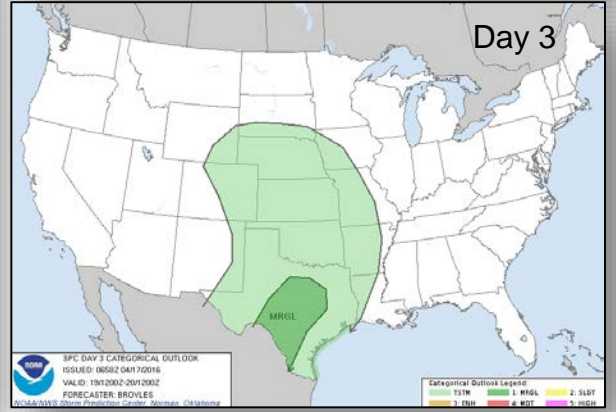 Day 3
MRGL
NOAA
SPC DAY 3 CATEGORICAL OUTLOOK
ISSUED: 0658Z 04/17/2016
VALID: 19/1200Z-20/1200Z
FORECASTER: BROYLES
NOAA/NWS Storm Prediction Center, Norman, Oklahoma
Categorical Outlook Legend:
TSTM 1: MRGL 2: SLGT
3: ENH 4: MDT 5: HIGH